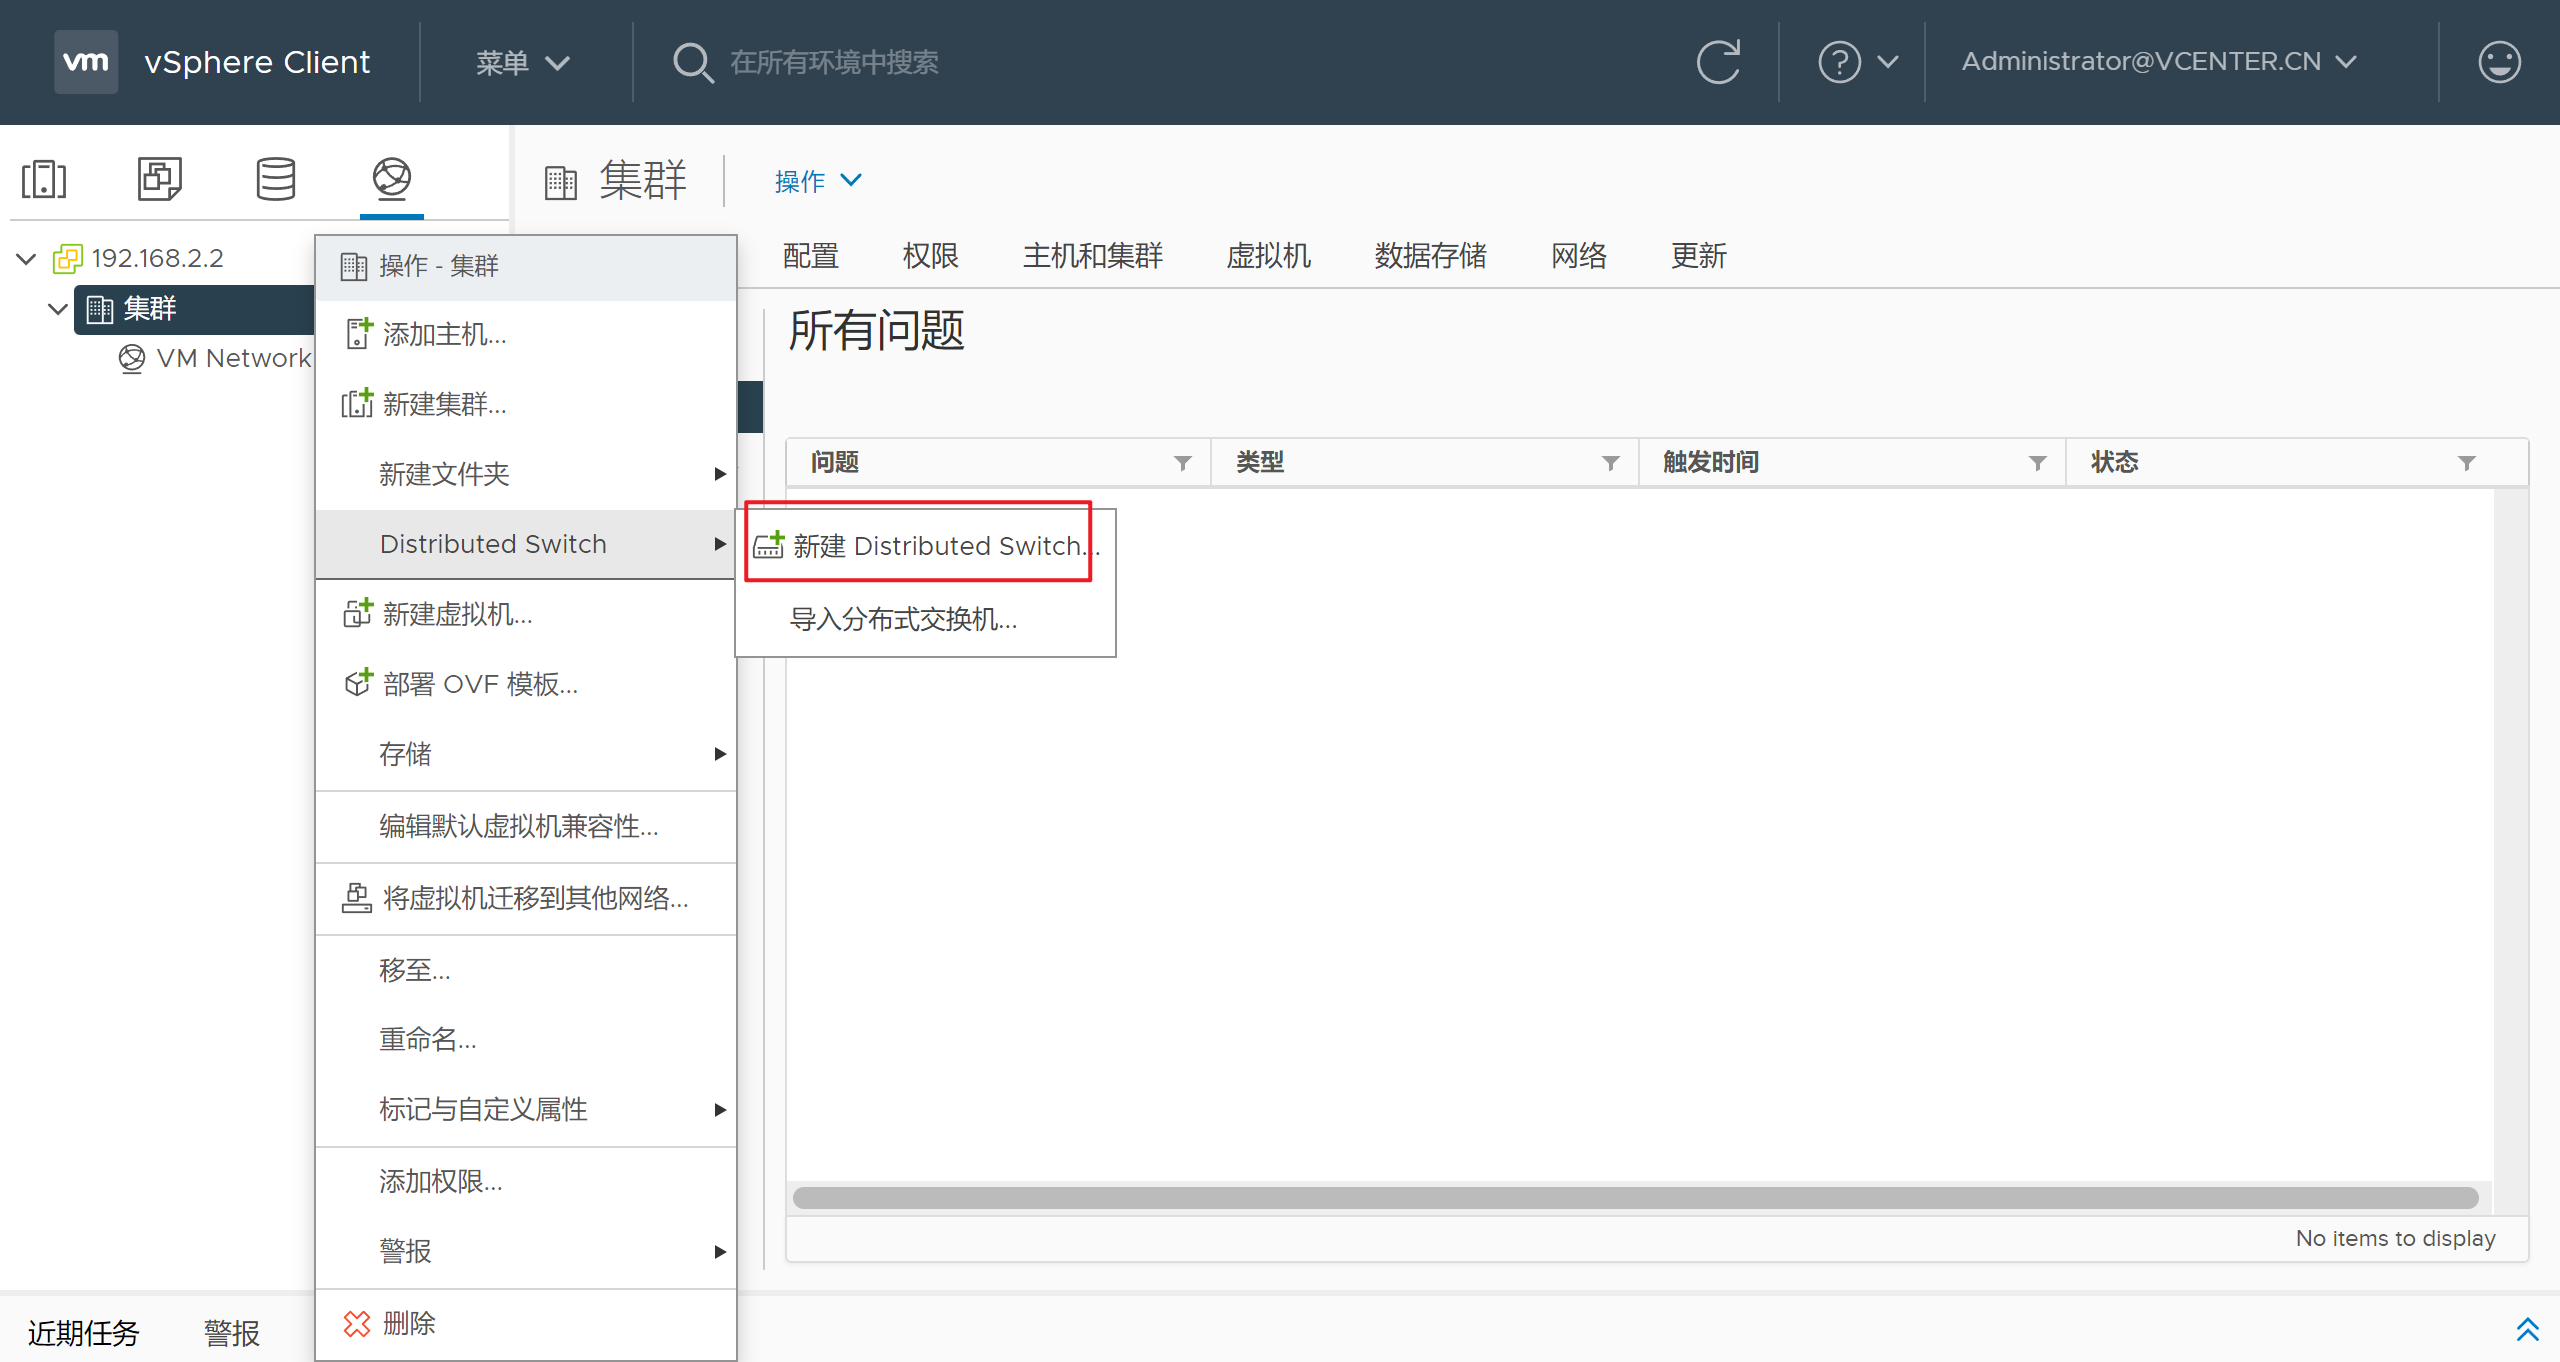 vm vSphere Client 菜单 在所有环境中搜索 ? Administrator@VCENTER.CN
集群 操作
192.168.2.2
集群
VM Network
配置 权限 主机和集群 虚拟机 数据存储 网络 更新
操作 - 集群
添加主机...
新建集群...
新建文件夹
Distributed Switch
新建虚拟机...
部署 OVF 模板...
存储
编辑默认虚拟机兼容性...
将虚拟机迁移到其他网络...
移至...
重命名...
标记与自定义属性
添加权限...
警报
删除
新建 Distributed Switch...
导入分布式交换机...
所有问题
问题 类型 触发时间 状态
No items to display
近期任务 警报